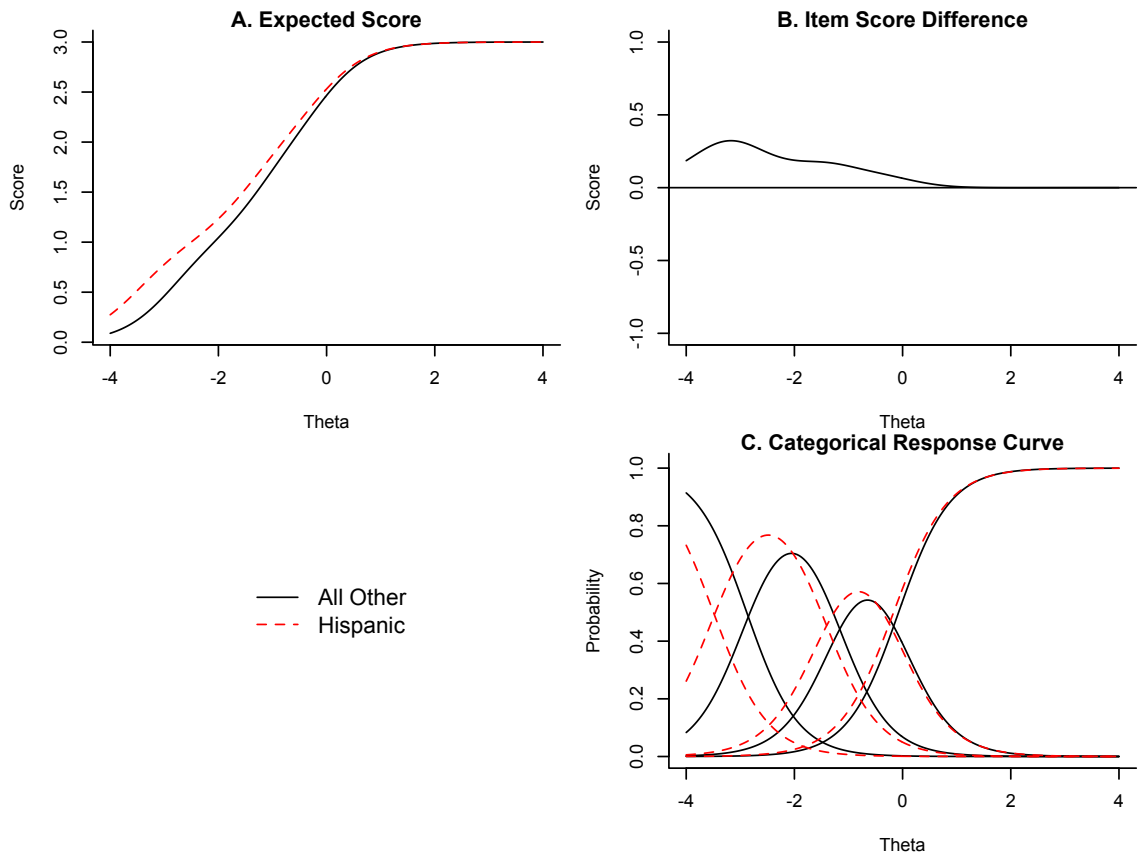 A. Expected Score
3.0
2.5
2.0
1.5
1.0
0.5
0.0
Score
-4 -2 0 2 4
Theta
B. Item Score Difference
1.0
0.5
0.0
-0.5
-1.0
Score
-4 -2 0 2 4
Theta
All Other
Hispanic
C. Categorical Response Curve
1.0
0.8
0.6
0.4
0.2
0.0
Probability
-4 -2 0 2 4
Theta